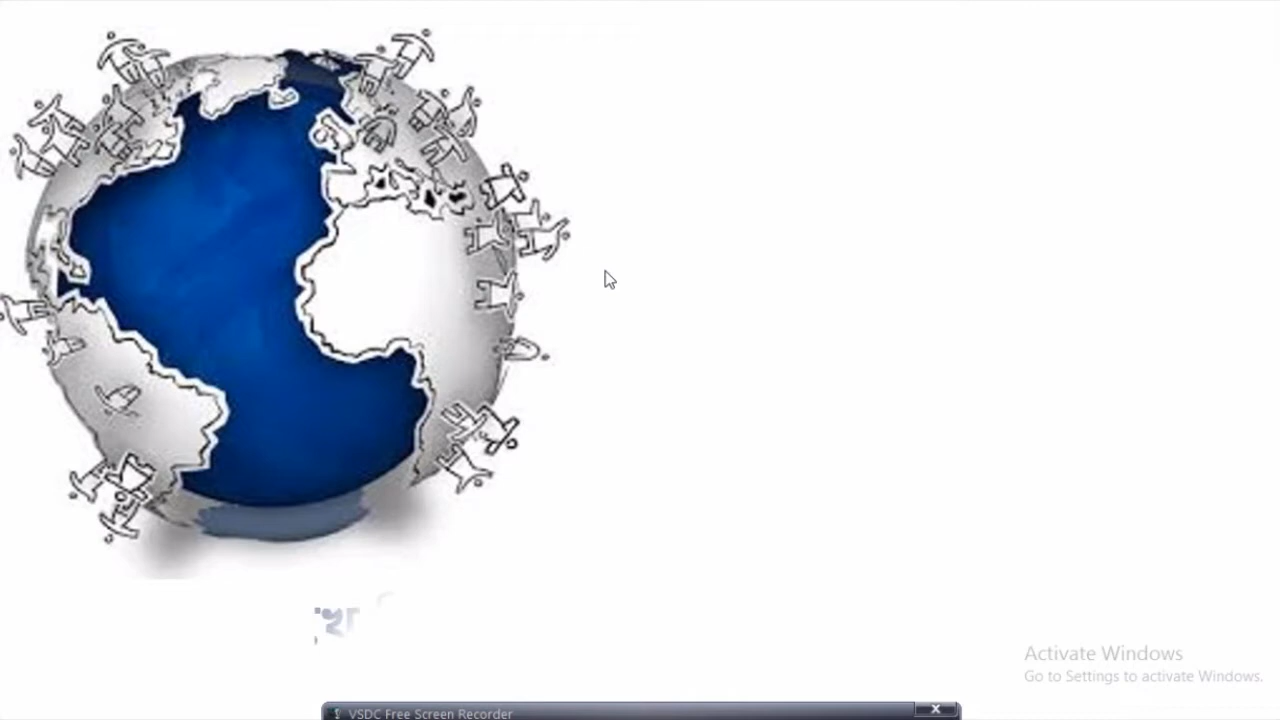 Activate Windows
Go to Settings to activate Windows.
VSDC Free Screen Recorder